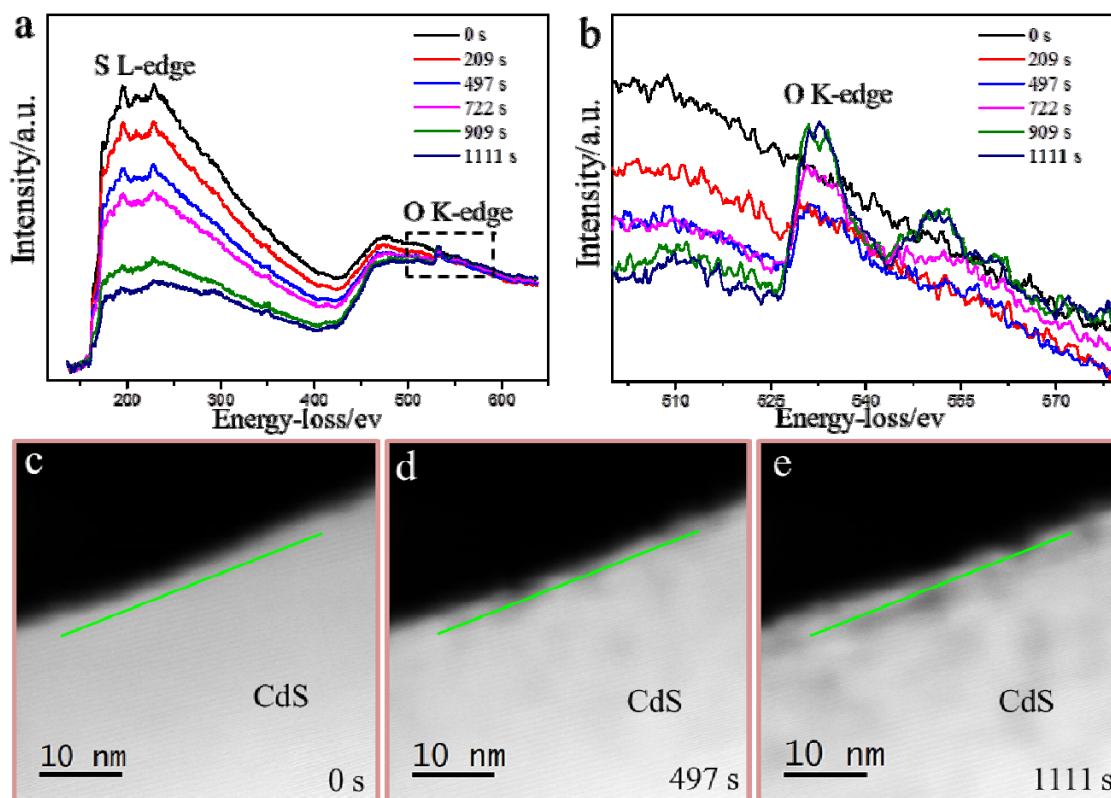 a
S L-edge
O K-edge
0 s
209 s
497 s
722 s
909 s
1111 s
Intensity/a.u.
200 300 400 500 600
Energy-loss/ev
b
O K-edge
0 s
209 s
497 s
722 s
909 s
1111 s
Intensity/a.u.
510 525 540 555 570
Energy-loss/ev
c
CdS
10 nm
0 s
d
CdS
10 nm
497 s
e
CdS
10 nm
1111 s